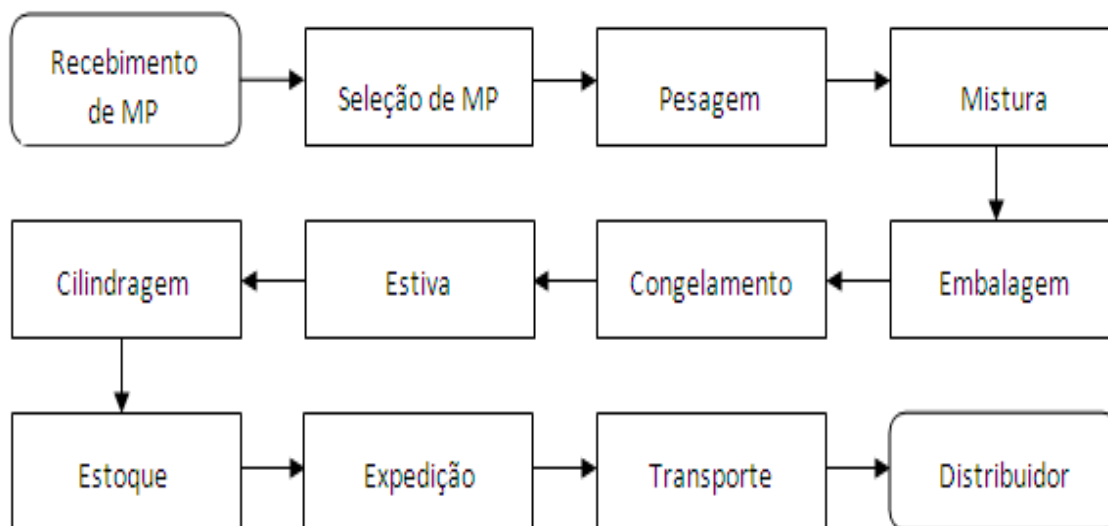 Recebimento
de MP
Seleção de MP
Pesagem
Mistura
Cilindragem
Estiva
Congelamento
Embalagem
Estoque
Expedição
Transporte
Distribuidor